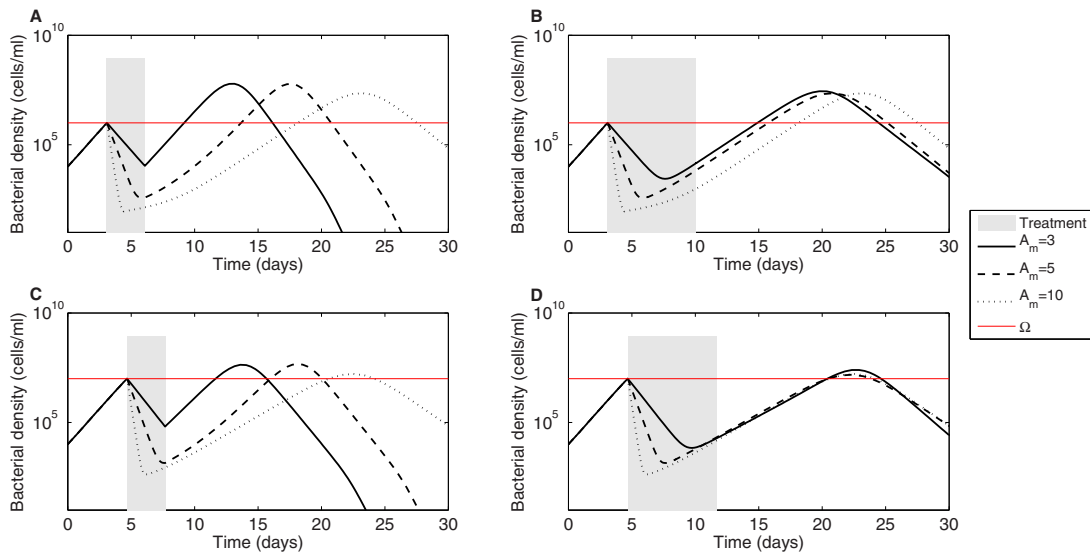 A
Bacterial density (cells/ml)
10^10
10^5
0 5 10 15 20 25 30
Time (days)
B
Bacterial density (cells/ml)
10^10
10^5
0 5 10 15 20 25 30
Time (days)
Treatment
A_m=3
A_m=5
A_m=10
Ω
C
Bacterial density (cells/ml)
10^10
10^5
0 5 10 15 20 25 30
Time (days)
D
Bacterial density (cells/ml)
10^10
10^5
0 5 10 15 20 25 30
Time (days)